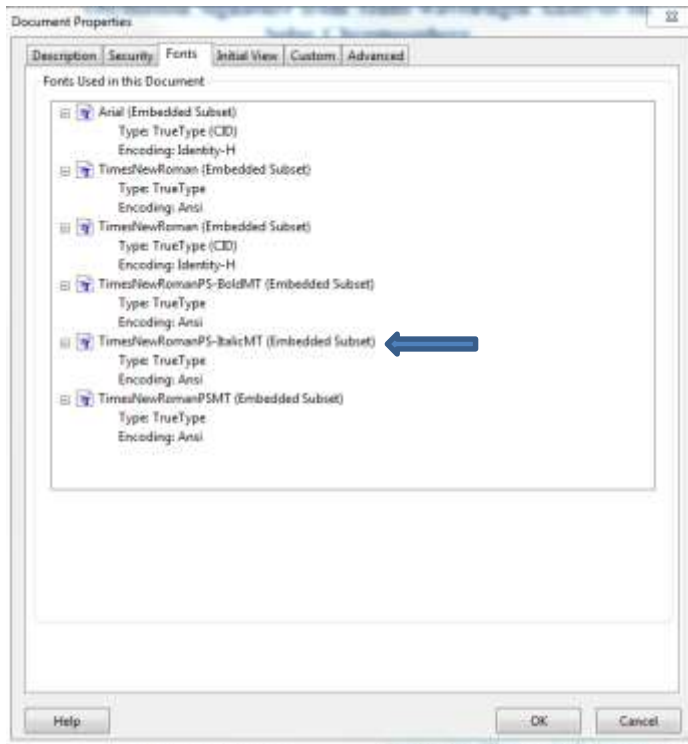 Document Properties
Description Security Fonts Initial View Custom Advanced
Fonts Used in this Document
Arial (Embedded Subset)
Type: TrueType (CID)
Encoding: Identity-H
TimesNewRoman (Embedded Subset)
Type: TrueType
Encoding: Ansi
TimesNewRoman (Embedded Subset)
Type: TrueType (CID)
Encoding: Identity-H
TimesNewRomanPS-BoldMT (Embedded Subset)
Type: TrueType
Encoding: Ansi
TimesNewRomanPS-ItalicMT (Embedded Subset)
Type: TrueType
Encoding: Ansi
TimesNewRomanPSMT (Embedded Subset)
Type: TrueType
Encoding: Ansi
Help OK Cancel